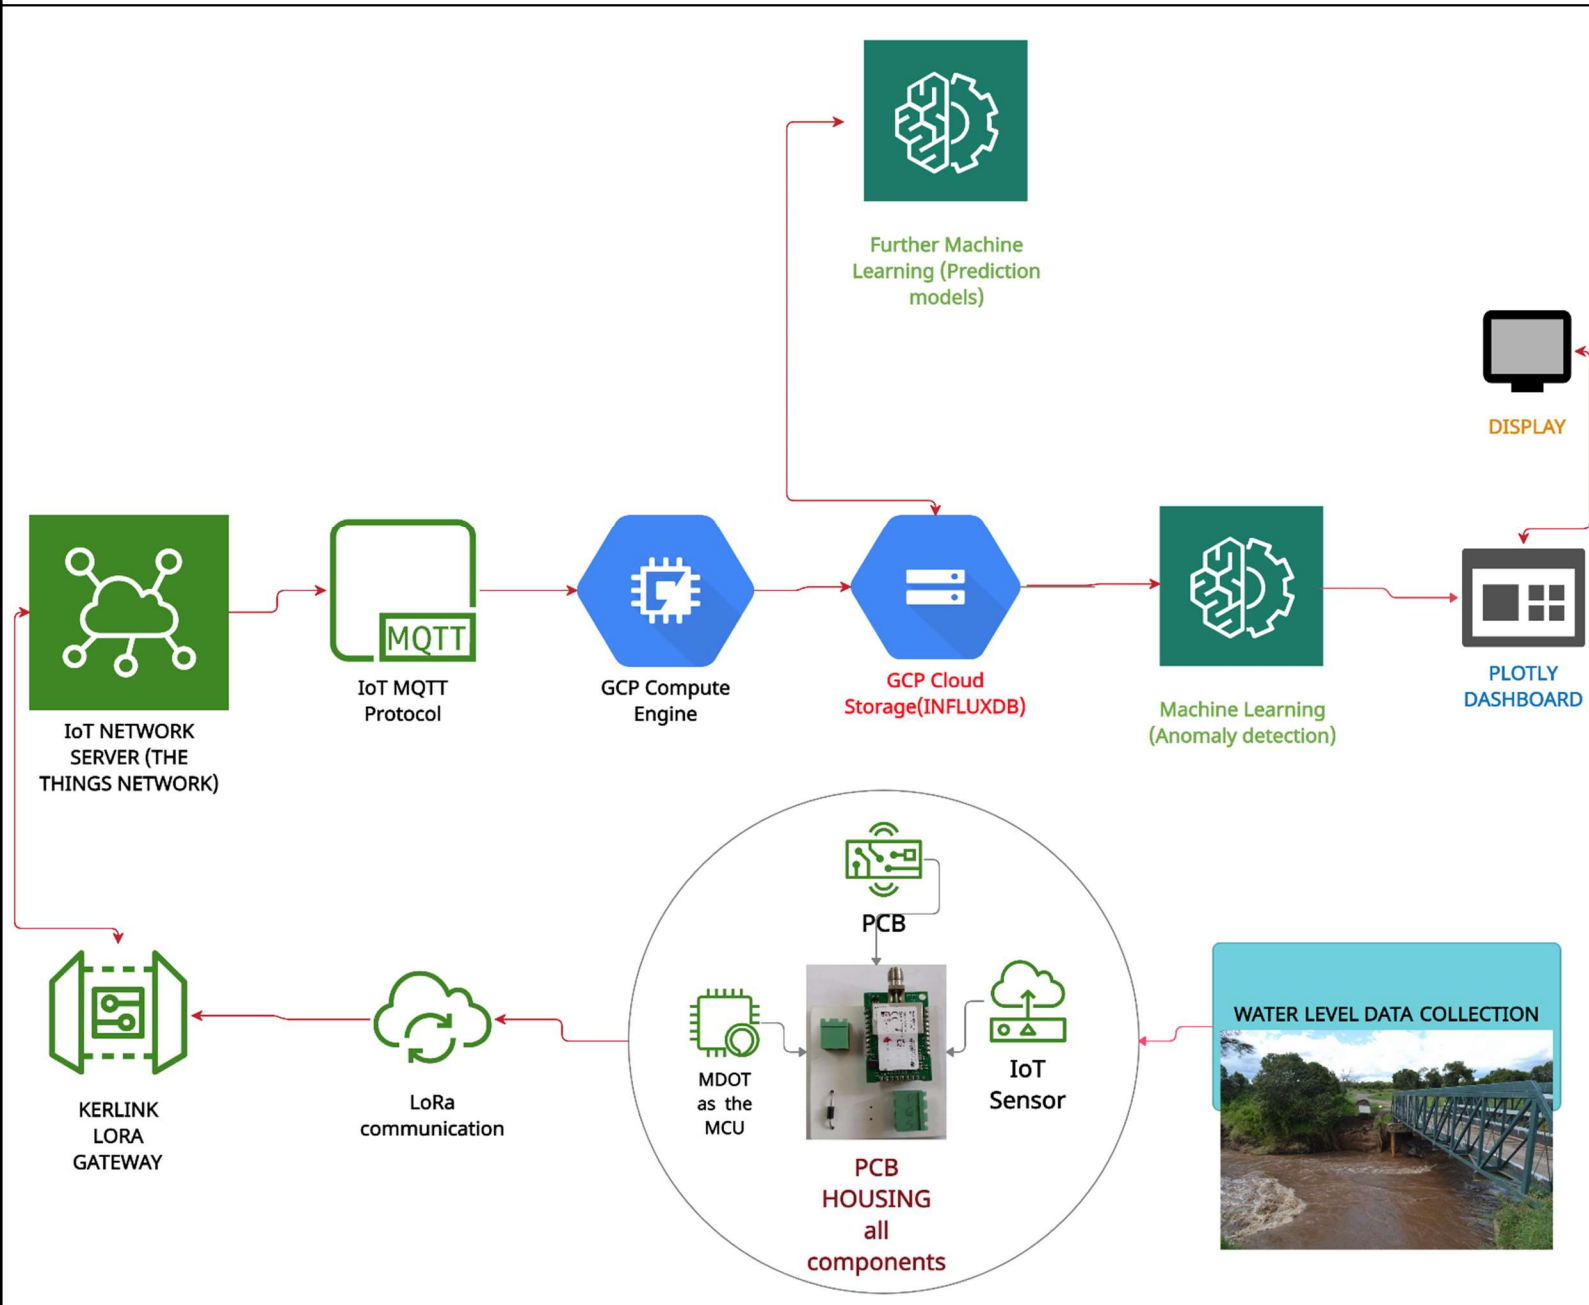 Further Machine
Learning (Prediction
models)
DISPLAY
MQTT
IoT NETWORK
SERVER (THE
THINGS NETWORK)
IoT MQTT
Protocol
GCP Compute
Engine
GCP Cloud
Storage(INFLUXDB)
Machine Learning
(Anomaly detection)
PLOTLY
DASHBOARD
PCB
KERLINK
LORA
GATEWAY
LoRa
communication
MDOT
as the
MCU
IoT
Sensor
PCB
HOUSING
all
components
WATER LEVEL DATA COLLECTION